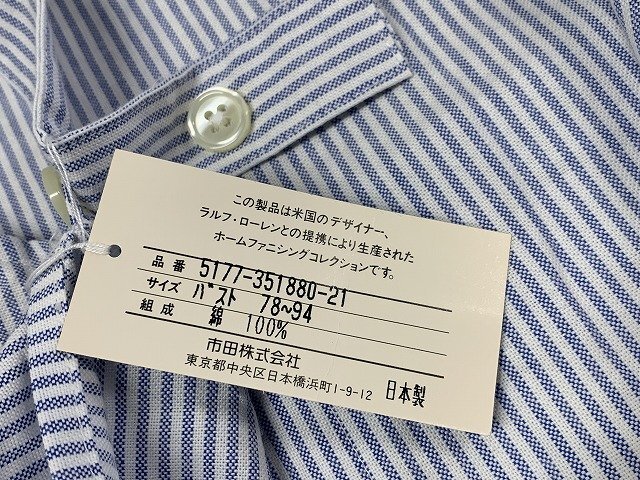 この製品は米国のデザイナー、
ラルフ・ローレンとの提携により生産された
ホームファニシングコレクションです。
品番 5177-351880-21
サイズ バスト 78~94
組成 綿 100%
市田株式会社
東京都中央区日本橋浜町1-9-12 日本製